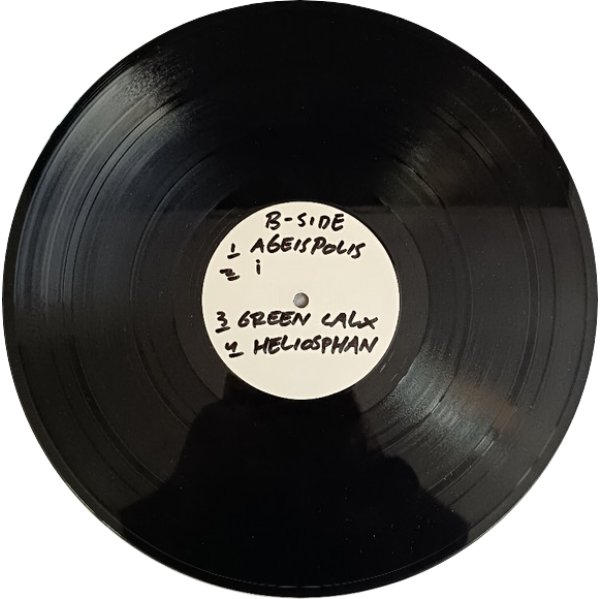 B-SIDE
1 AGEISPOLIS
2 i
3 GREEN CALX
4 HELIOSPHAN